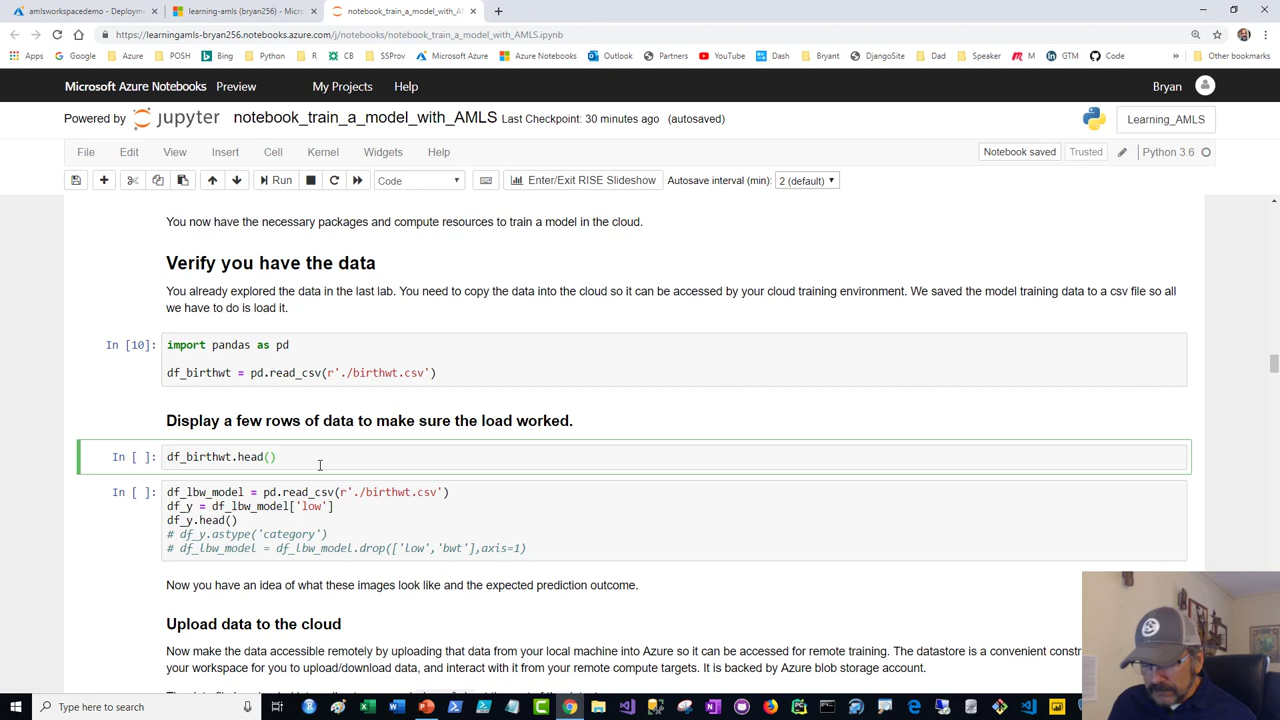 amlsworkspacedemo - Deployme
learning-amls (bryan256) - Micro
notebook_train_a_model_with_AM
https://learningamls-bryan256.notebooks.azure.com/j/notebooks/notebook_train_a_model_with_AMLS.ipynb
Apps Azure POSH Bing Python R CB SSProv Microsoft Azure Azure Notebooks Outlook Partners YouTube Dash Bryant DjangoSite Dad Speaker M GTM Code » Other bookmarks
Microsoft Azure Notebooks Preview My Projects Help Bryan
Powered by jupyter notebook_train_a_model_with_AMLS Last Checkpoint: 30 minutes ago (autosaved) Learning_AMLS
File Edit View Insert Cell Kernel Widgets Help Notebook saved Trusted Python 3.6
Run Code Enter/Exit RISE Slideshow Autosave interval (min): 2 (default)
You now have the necessary packages and compute resources to train a model in the cloud.
Verify you have the data
You already explored the data in the last lab. You need to copy the data into the cloud so it can be accessed by your cloud training environment. We saved the model training data to a csv file so all
we have to do is load it.
In [10]: import pandas as pd
df_birthwt = pd.read_csv(r'./birthwt.csv')
Display a few rows of data to make sure the load worked.
In [ ]: df_birthwt.head()
In [ ]: df_lbw_model = pd.read_csv(r'./birthwt.csv')
df_y = df_lbw_model['low']
df_y.head()
# df_y.astype('category')
# df_lbw_model = df_lbw_model.drop(['low','bwt'],axis=1)
Now you have an idea of what these images look like and the expected prediction outcome.
Upload data to the cloud
Now make the data accessible remotely by uploading that data from your local machine into Azure so it can be accessed for remote training. The datastore is a convenient constr
your workspace for you to upload/download data, and interact with it from your remote compute targets. It is backed by Azure blob storage account.
Type here to search